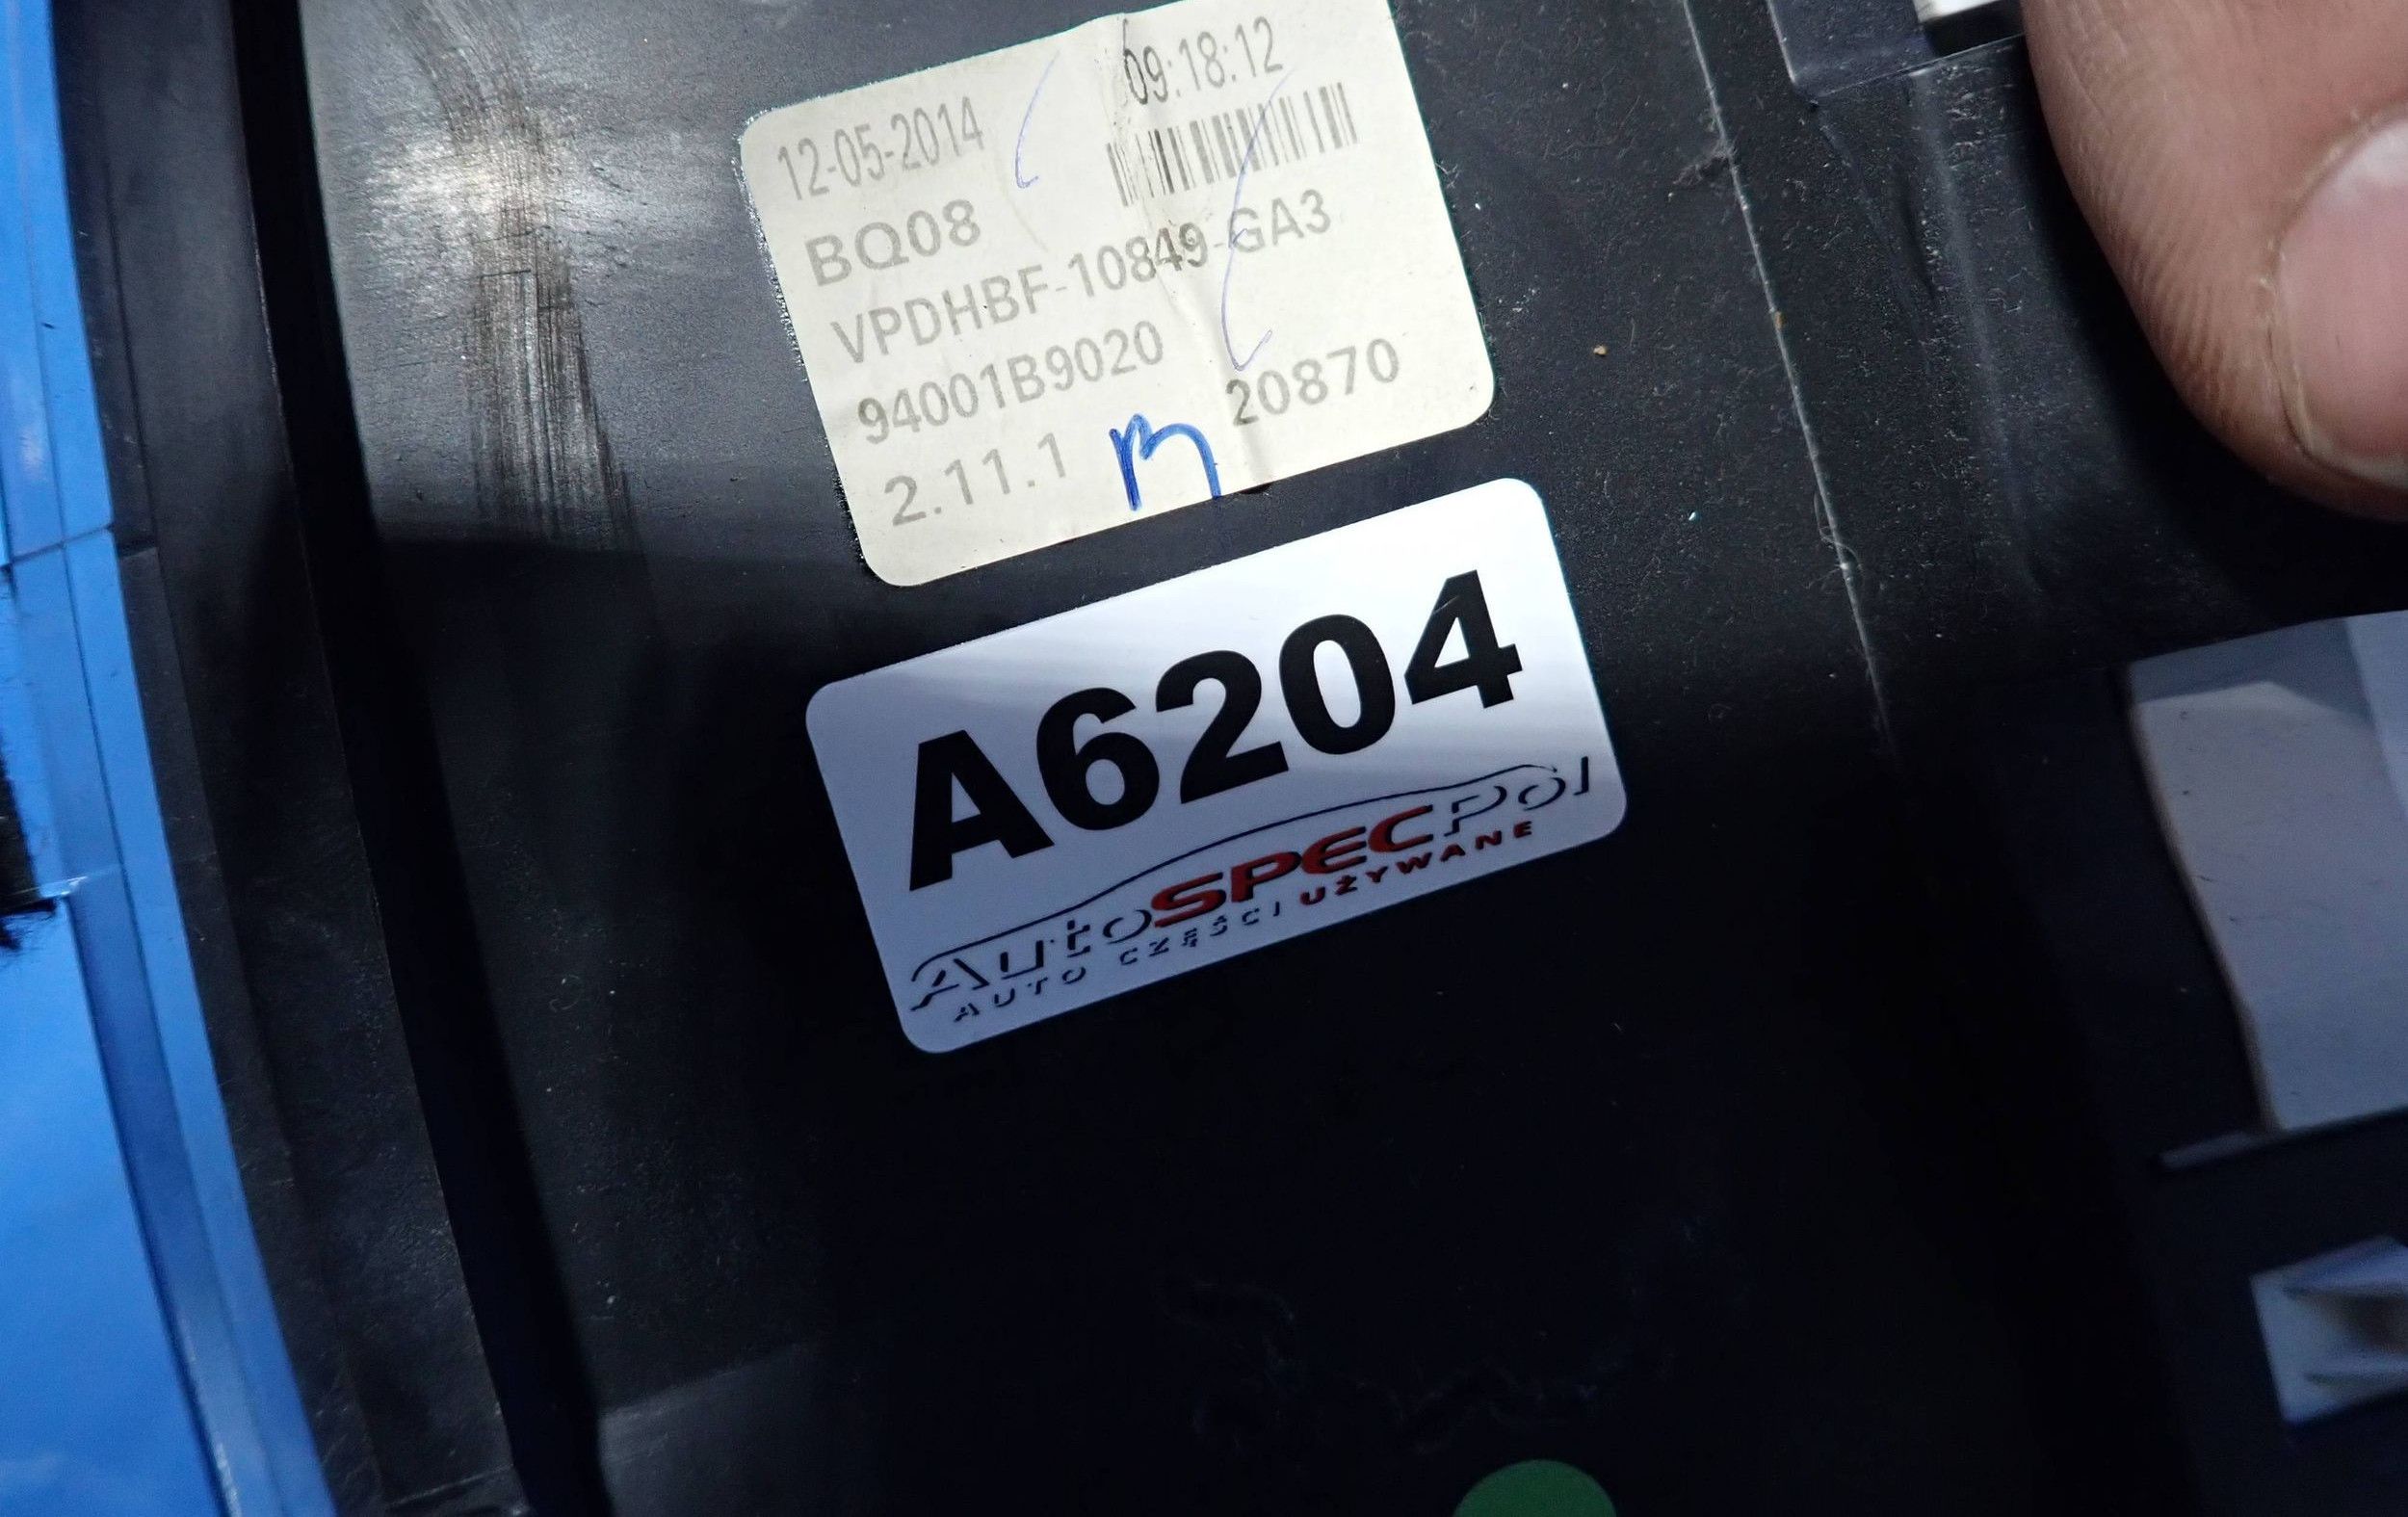 12-05-2014 09:18:12
BQ08
VPDHBF-10849-GA3
94001B9020
2.11.1 20870
A6204
AutoSPECPol
AUTO CZĘŚCI UŻYWANE